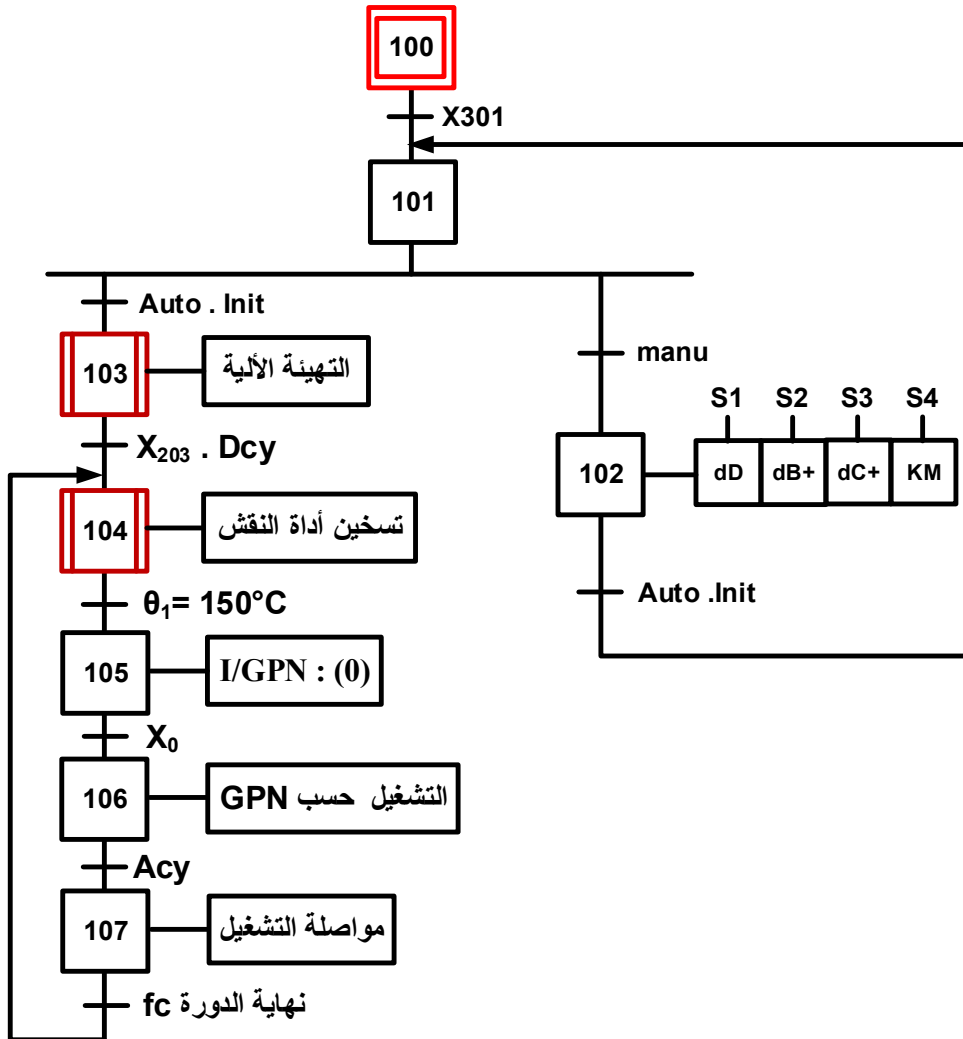 100
X301
101
Auto . Init
103
التهيئة الألية
X203 . Dcy
104
تسخين أداة النقش
θ1= 150°C
105
I/GPN : (0)
X0
106
التشغيل حسب GPN
Acy
107
مواصلة التشغيل
نهاية الدورة fc
manu
S1 S2 S3 S4
102
dD dB+ dC+ KM
Auto .Init